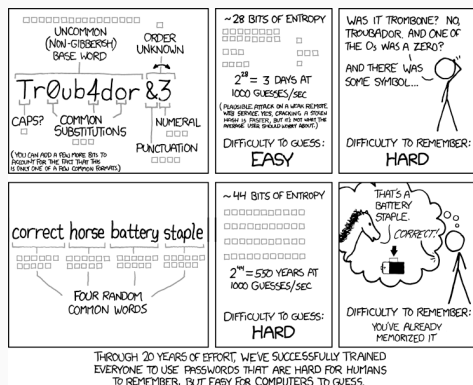 UNCOMMON
(NON-GIBBERISH)
BASE WORD
ORDER
UNKNOWN
Tr0ub4dor &3
CAPS?
COMMON
SUBSTITUTIONS
NUMERAL
PUNCTUATION
(YOU CAN ADD A FEW MORE BITS TO
ACCOUNT FOR THE FACT THAT THIS
IS ONLY ONE OF A FEW COMMON FORMATS.)
~28 BITS OF ENTROPY
2^28 = 3 DAYS AT
1000 GUESSES/SEC
(PLAUSIBLE ATTACK ON A WEAK REMOTE
WEB SERVICE. YES, CRACKING A STOLEN
HASH IS FASTER, BUT IT'S NOT WHAT THE
AVERAGE USER SHOULD WORRY ABOUT.)
DIFFICULTY TO GUESS:
EASY
WAS IT TROMBONE? NO,
TROUBADOR. AND ONE OF
THE Os WAS A ZERO?
AND THERE WAS
SOME SYMBOL...
DIFFICULTY TO REMEMBER:
HARD
correct horse battery staple
FOUR RANDOM
COMMON WORDS
~44 BITS OF ENTROPY
2^44 = 550 YEARS AT
1000 GUESSES/SEC
DIFFICULTY TO GUESS:
HARD
THAT'S A
BATTERY
STAPLE.
CORRECT!
DIFFICULTY TO REMEMBER:
YOU'VE ALREADY
MEMORIZED IT
THROUGH 20 YEARS OF EFFORT, WE'VE SUCCESSFULLY TRAINED
EVERYONE TO USE PASSWORDS THAT ARE HARD FOR HUMANS
TO REMEMBER, BUT EASY FOR COMPUTERS TO GUESS.